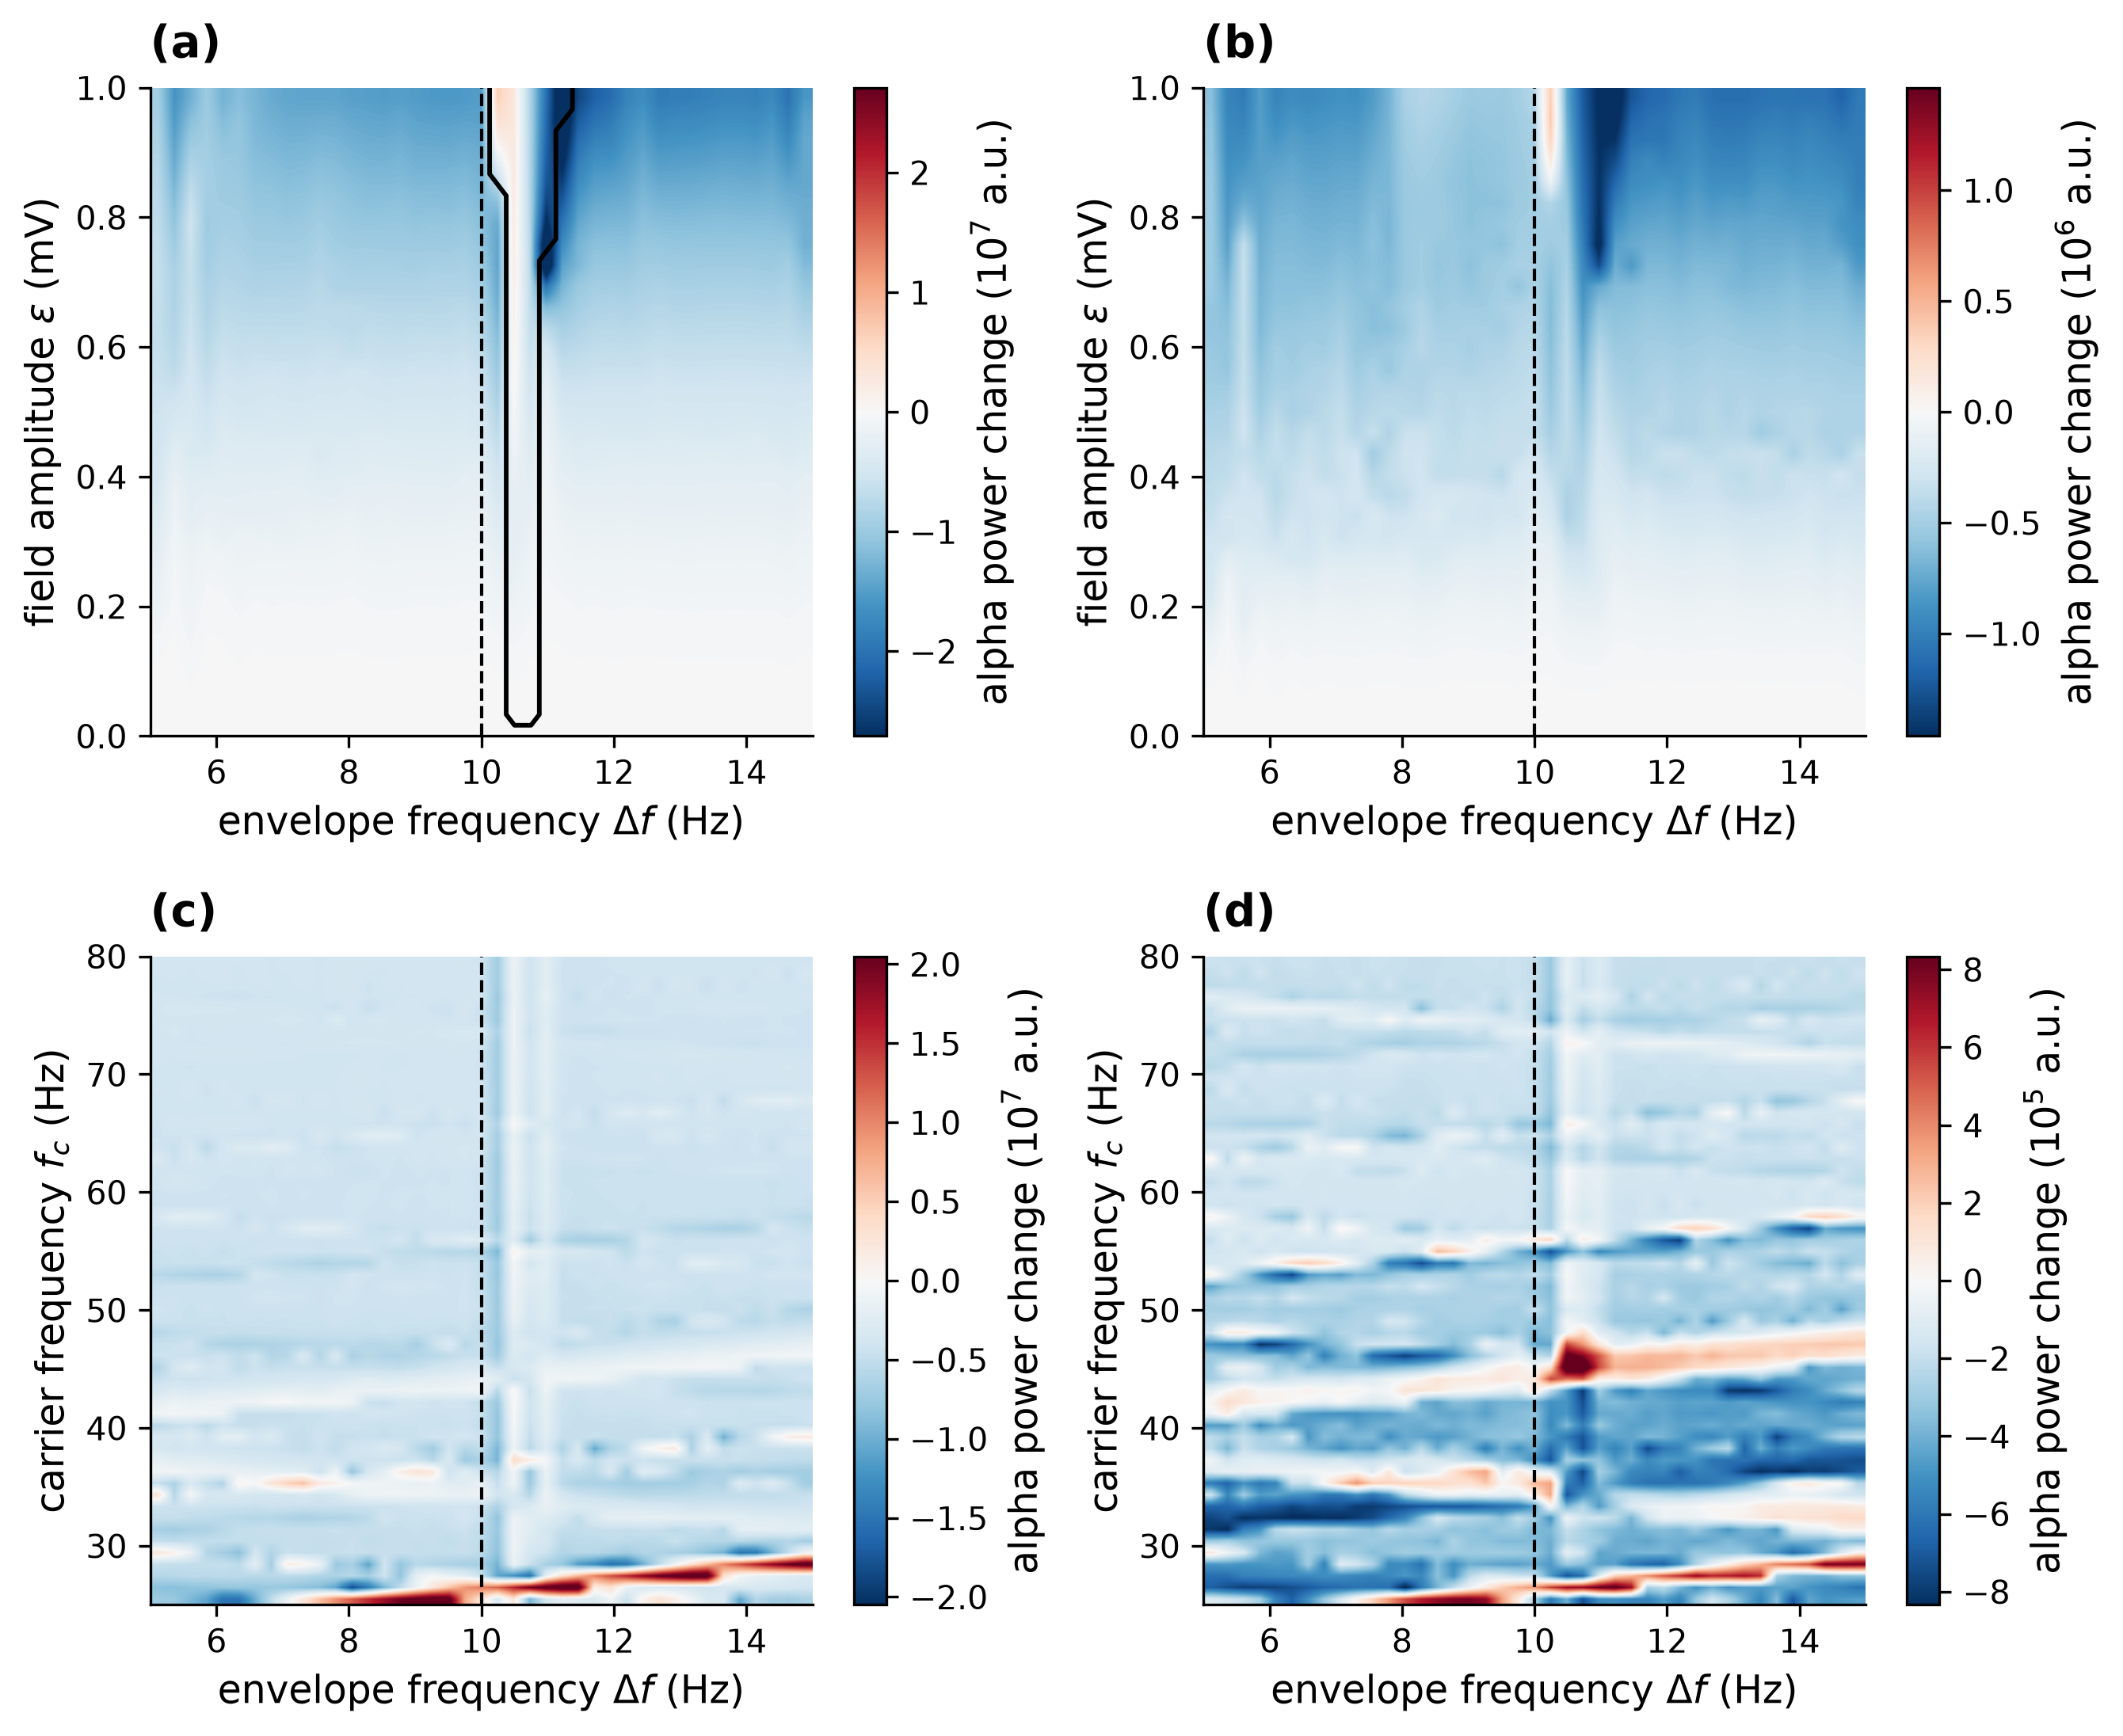 (a)
1.0
0.8
0.6
0.4
0.2
0.0
field amplitude ε (mV)
6 8 10 12 14
envelope frequency Δf (Hz)
2
1
0
−1
−2
alpha power change (10⁷ a.u.)
(b)
1.0
0.8
0.6
0.4
0.2
0.0
field amplitude ε (mV)
6 8 10 12 14
envelope frequency Δf (Hz)
1.0
0.5
0.0
−0.5
−1.0
alpha power change (10⁶ a.u.)
(c)
80
70
60
50
40
30
carrier frequency f_c (Hz)
6 8 10 12 14
envelope frequency Δf (Hz)
2.0
1.5
1.0
0.5
0.0
−0.5
−1.0
−1.5
−2.0
alpha power change (10⁷ a.u.)
(d)
80
70
60
50
40
30
carrier frequency f_c (Hz)
6 8 10 12 14
envelope frequency Δf (Hz)
8
6
4
2
0
−2
−4
−6
−8
alpha power change (10⁵ a.u.)